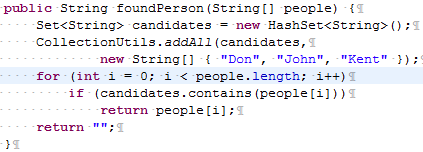 public String foundPerson(String[] people) {
Set<String> candidates = new HashSet<String>();
CollectionUtils.addAll(candidates,
new String[] { "Don", "John", "Kent" });
for (int i = 0; i < people.length; i++)
if (candidates.contains(people[i]))
return people[i];
return "";
}